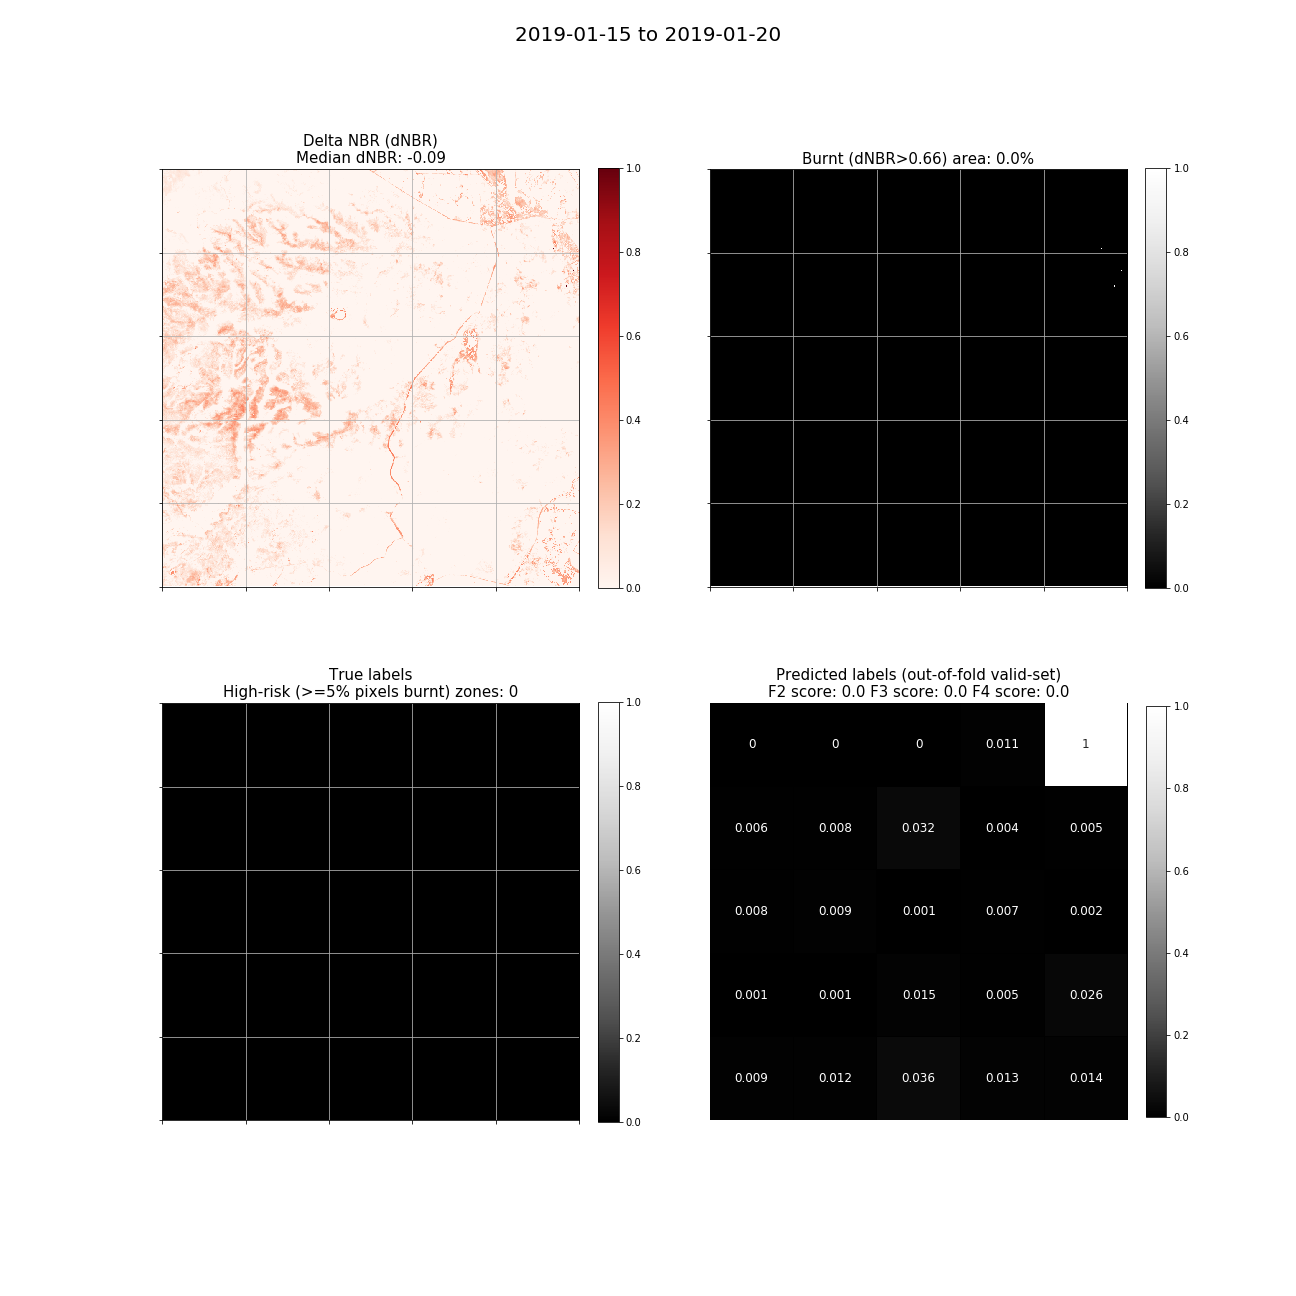 2019-01-15 to 2019-01-20
Delta NBR (dNBR)
Median dNBR: -0.09
1.0
0.8
0.6
0.4
0.2
0.0
Burnt (dNBR>0.66) area: 0.0%
1.0
0.8
0.6
0.4
0.2
0.0
True labels
High-risk (>=5% pixels burnt) zones: 0
1.0
0.8
0.6
0.4
0.2
0.0
Predicted labels (out-of-fold valid-set)
F2 score: 0.0 F3 score: 0.0 F4 score: 0.0
0 0 0 0.011 1
0.006 0.008 0.032 0.004 0.005
0.008 0.009 0.001 0.007 0.002
0.001 0.001 0.015 0.005 0.026
0.009 0.012 0.036 0.013 0.014
1.0
0.8
0.6
0.4
0.2
0.0